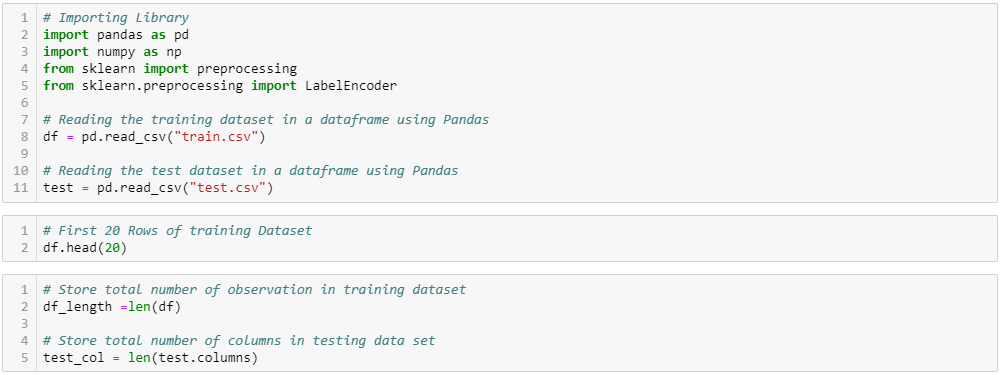 1 # Importing Library
2 import pandas as pd
3 import numpy as np
4 from sklearn import preprocessing
5 from sklearn.preprocessing import LabelEncoder
6
7 # Reading the training dataset in a dataframe using Pandas
8 df = pd.read_csv("train.csv")
9
10 # Reading the test dataset in a dataframe using Pandas
11 test = pd.read_csv("test.csv")
1 # First 20 Rows of training Dataset
2 df.head(20)
1 # Store total number of observation in training dataset
2 df_length =len(df)
3
4 # Store total number of columns in testing data set
5 test_col = len(test.columns)